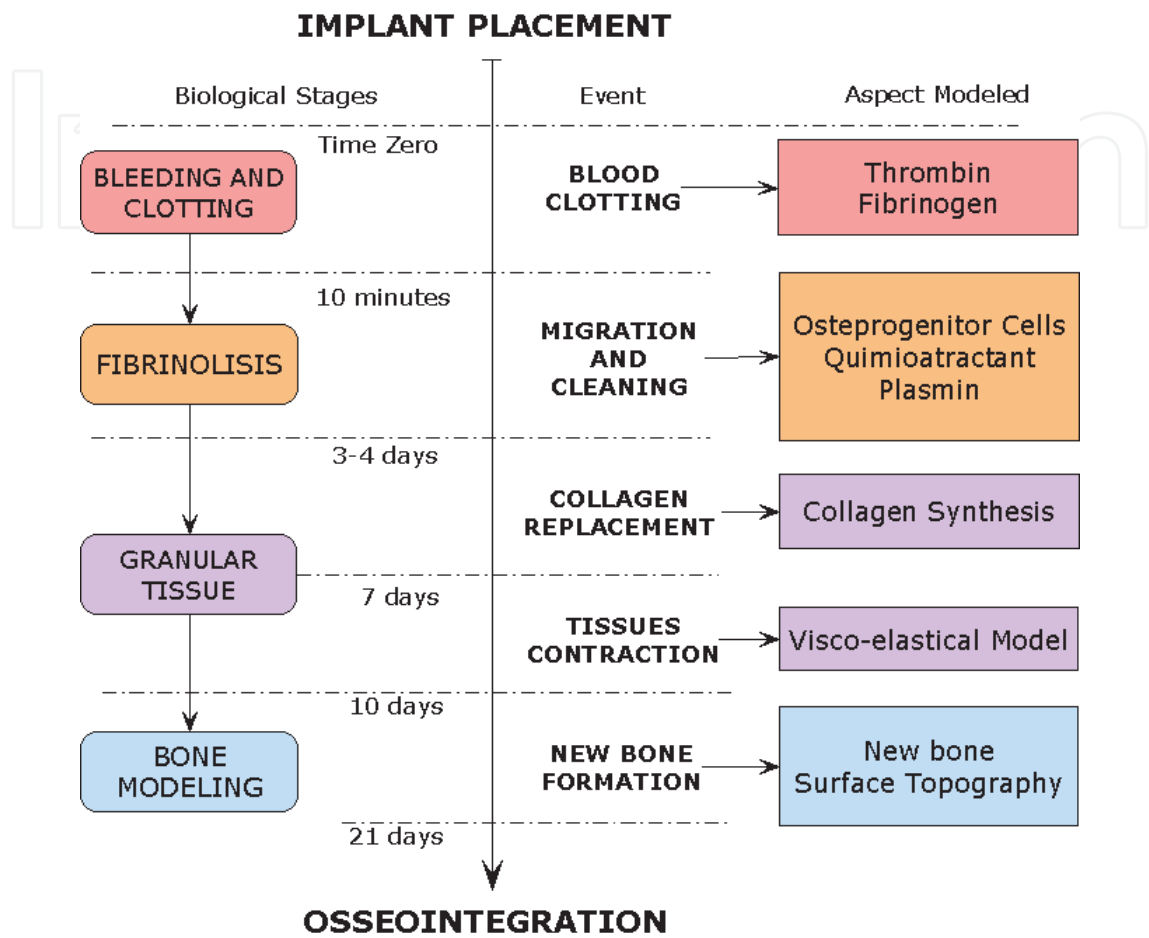 IMPLANT PLACEMENT
Biological Stages
Event
Aspect Modeled
Time Zero
BLEEDING AND
CLOTTING
BLOOD
CLOTTING
Thrombin
Fibrinogen
10 minutes
FIBRINOLISIS
MIGRATION
AND
CLEANING
Osteprogenitor Cells
Quimioatractant
Plasmin
3-4 days
COLLAGEN
REPLACEMENT
Collagen Synthesis
GRANULAR
TISSUE
7 days
TISSUES
CONTRACTION
Visco-elastical Model
10 days
BONE
MODELING
NEW BONE
FORMATION
New bone
Surface Topography
21 days
OSSEOINTEGRATION